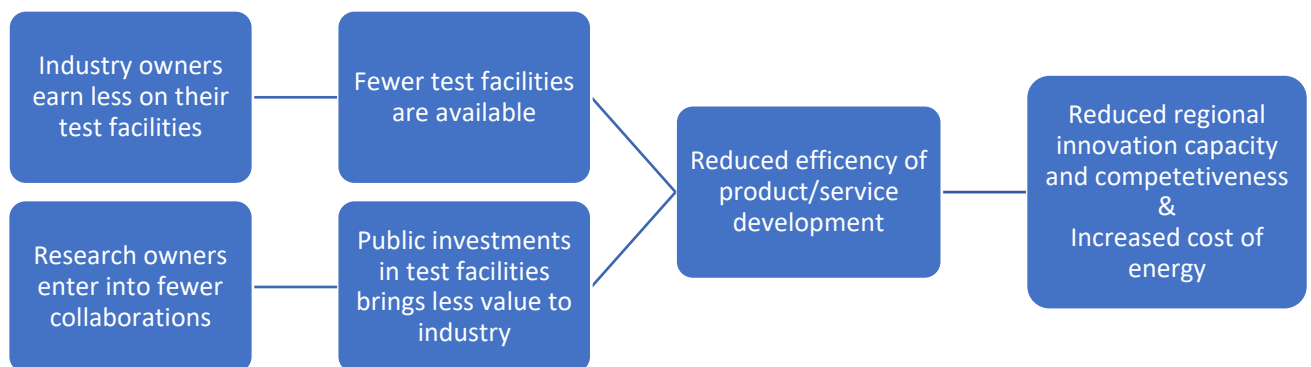 Industry owners
earn less on their
test facilities
Fewer test facilities
are available
Research owners
enter into fewer
collaborations
Public investments
in test facilities
brings less value to
industry
Reduced efficency of
product/service
development
Reduced regional
innovation capacity
and competetiveness
&
Increased cost of
energy